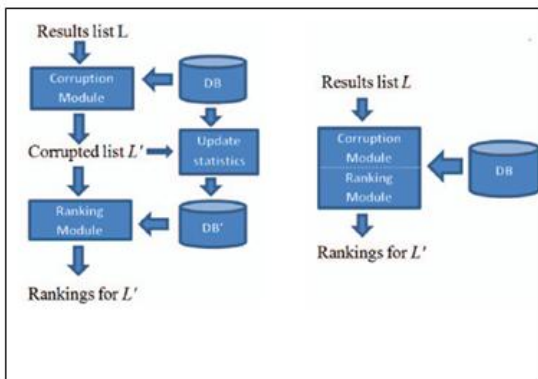 Results list L
Corruption
Module
DB
Corrupted list L'
Update
statistics
Ranking
Module
DB'
Rankings for L'
Results list L
Corruption
Module
Ranking
Module
DB
Rankings for L'